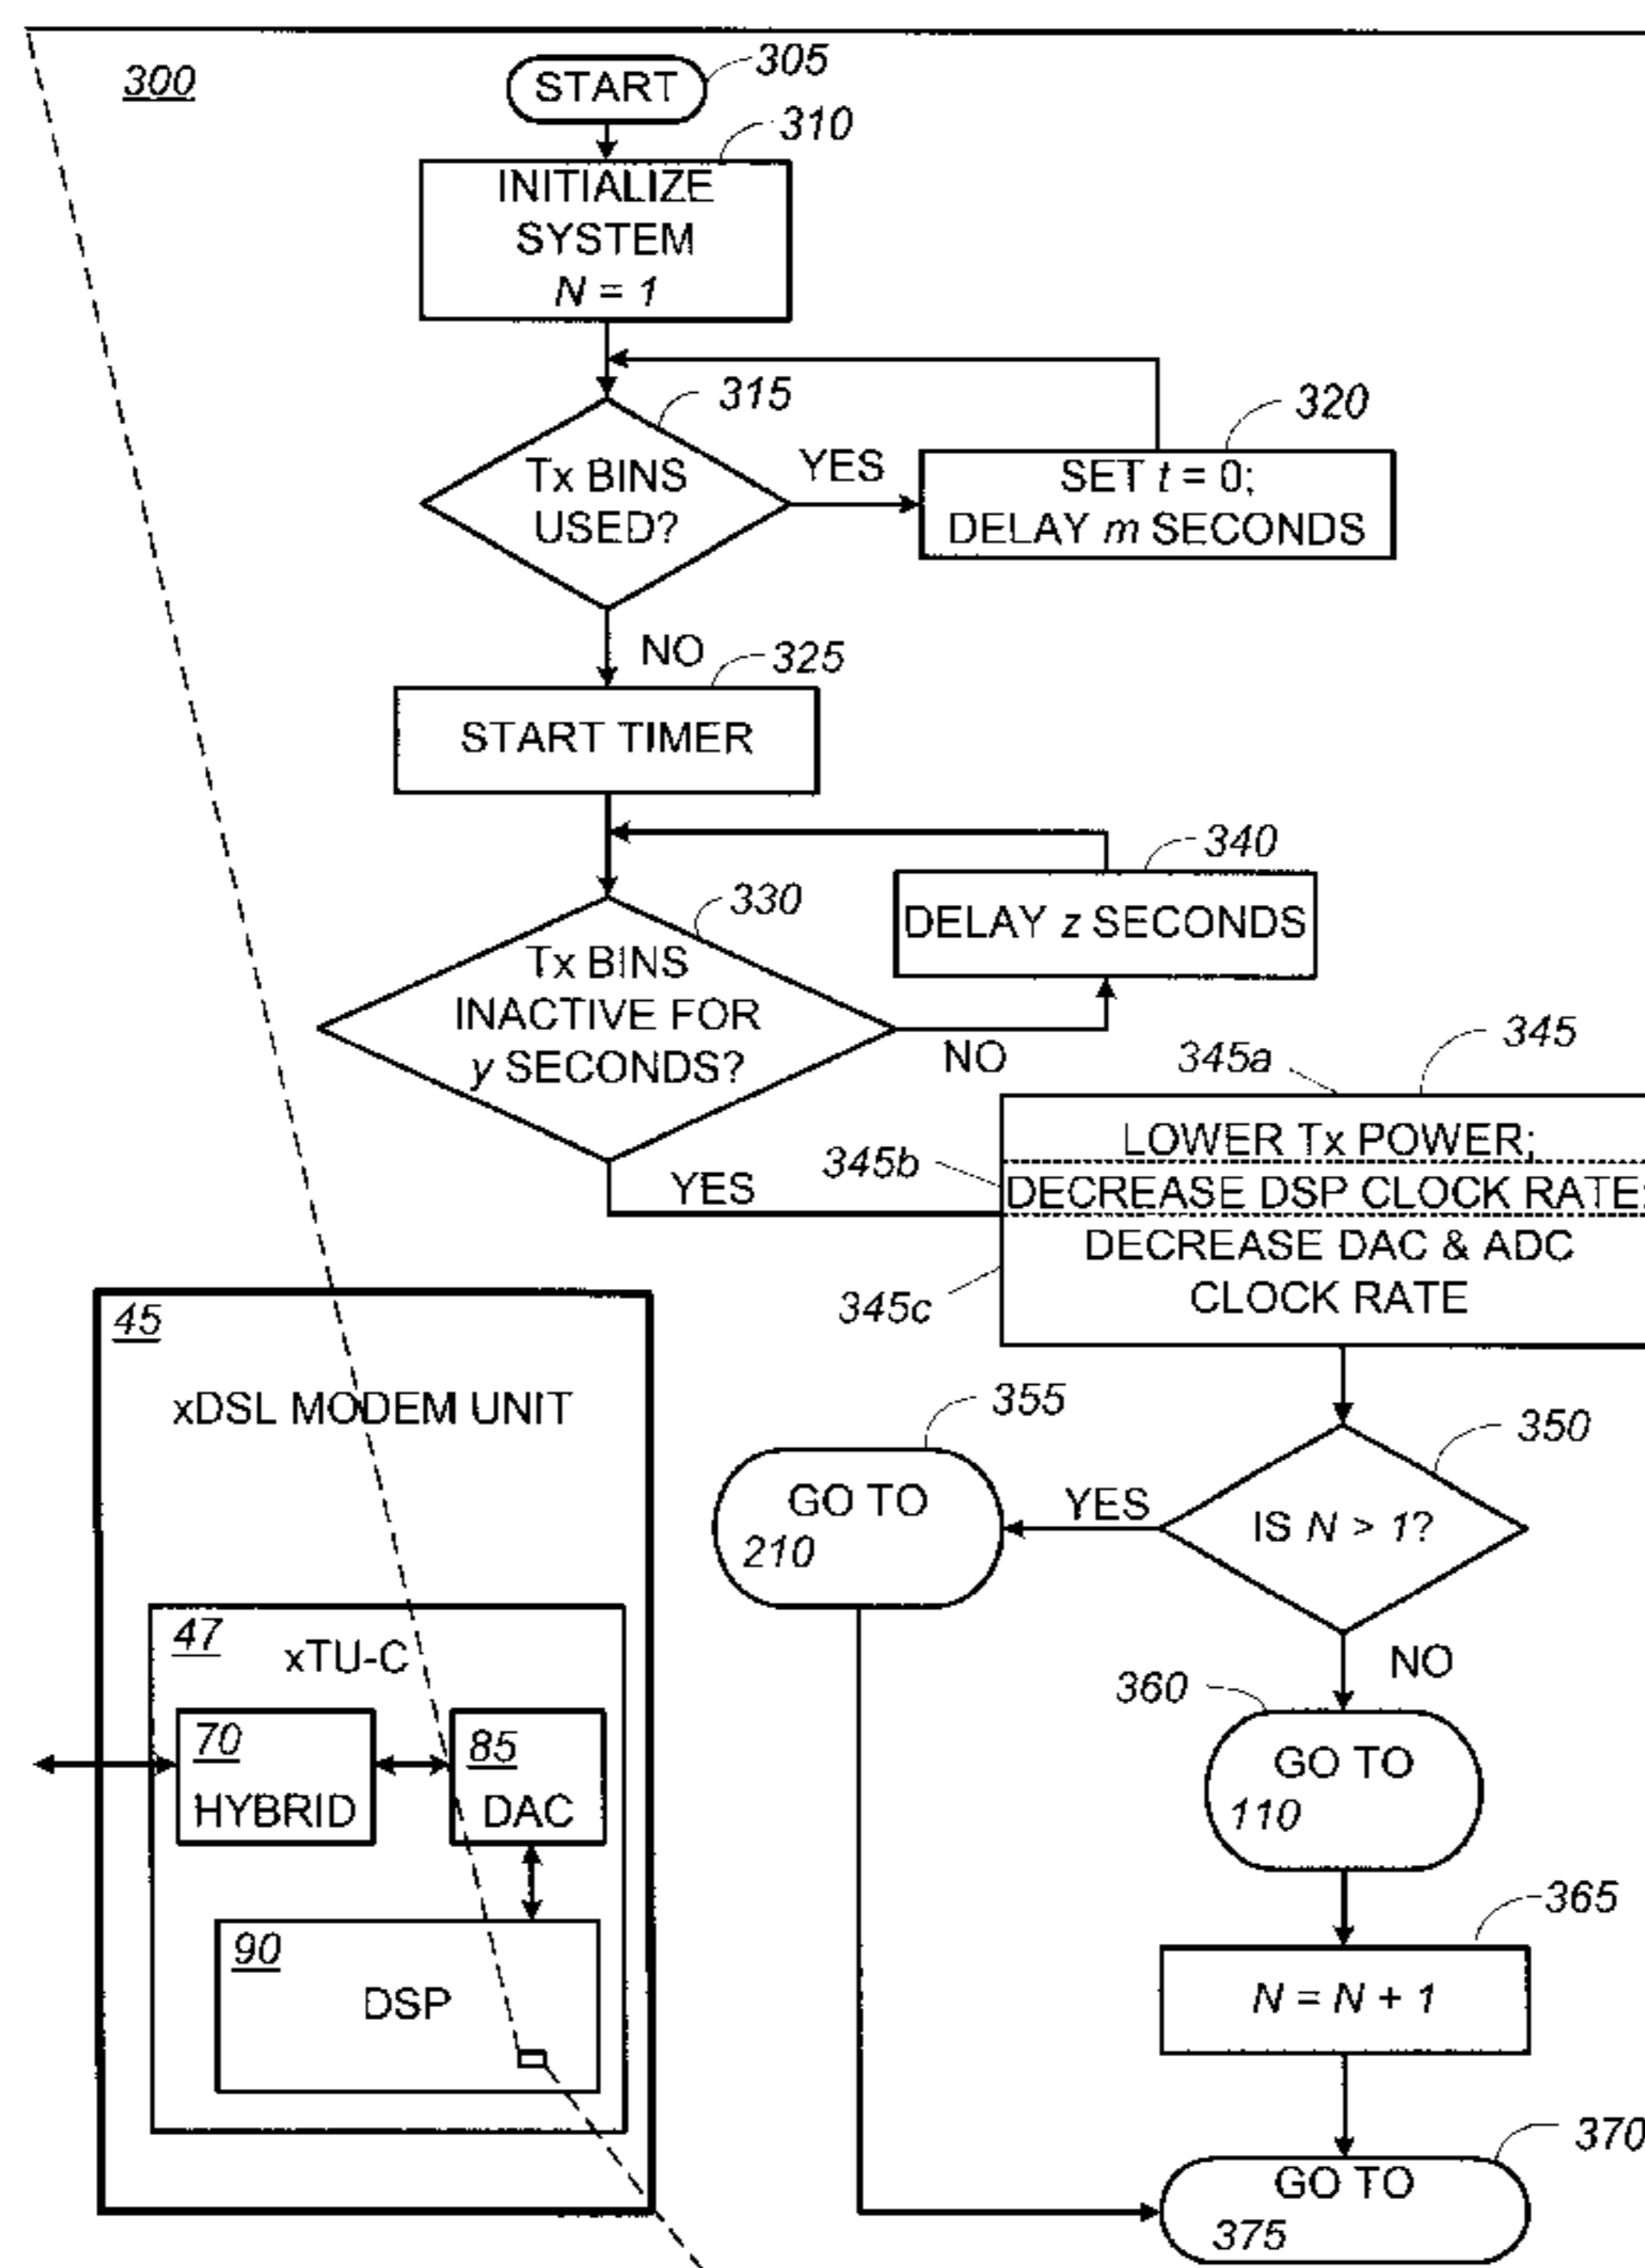 300
START
305
310
INITIALIZE
SYSTEM
N = 1
315
Tx BINS
USED?
YES
320
SET t = 0;
DELAY m SECONDS
NO
325
START TIMER
330
Tx BINS
INACTIVE FOR
y SECONDS?
340
DELAY z SECONDS
NO
YES
345
345a
LOWER Tx POWER;
345b
DECREASE DSP CLOCK RATE;
345c
DECREASE DAC & ADC
CLOCK RATE
350
IS N > 1?
YES
355
GO TO
210
NO
360
GO TO
110
365
N = N + 1
370
GO TO
375
45
xDSL MODEM UNIT
47
xTU-C
70
HYBRID
85
DAC
90
DSP